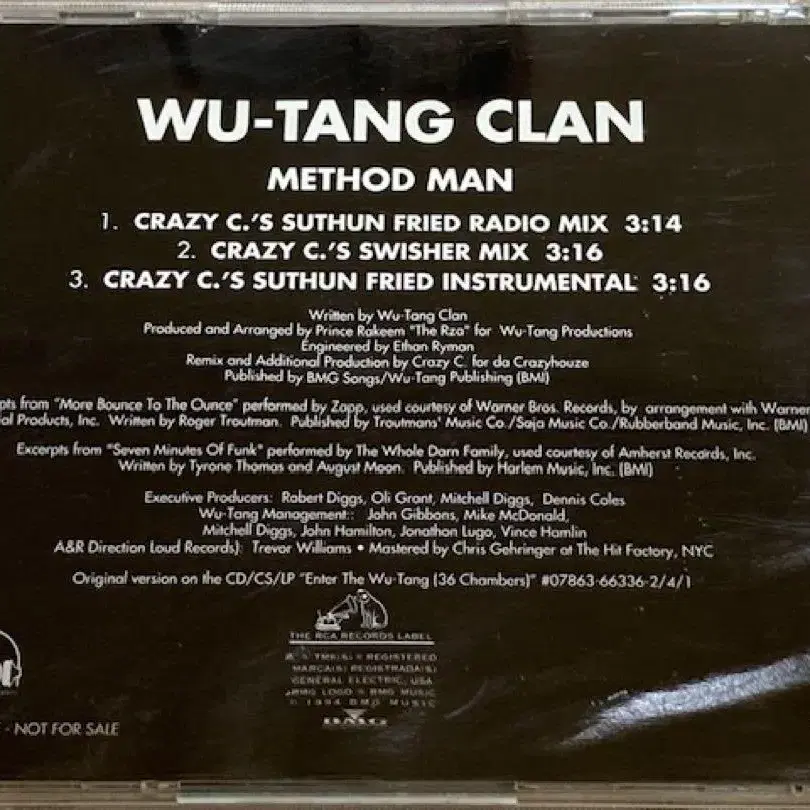 WU-TANG CLAN
METHOD MAN
1. CRAZY C.'S SUTHUN FRIED RADIO MIX 3:14
2. CRAZY C.'S SWISHER MIX 3:16
3. CRAZY C.'S SUTHUN FRIED INSTRUMENTAL 3:16
Written by Wu-Tang Clan
Produced and Arranged by Prince Rakeem "The Rza" for Wu-Tang Productions
Engineered by Ethan Ryman
Remix and Additional Production by Crazy C. for da Crazyhouze
Published by BMG Songs/Wu-Tang Publishing (BMI)
from "More Bounce To The Ounce" performed by Zapp, used courtesy of Warner Bros. Records, by arrangement with Warner
Products, Inc. Written by Roger Troutman. Published by Troutmans' Music Co./Saja Music Co./Rubberband Music, Inc. (BMI)
Excerpts from "Seven Minutes Of Funk" performed by The Whole Darn Family, used courtesy of Amherst Records, Inc.
Written by Tyrone Thomas and August Moon. Published by Harlem Music, Inc. (BMI)
Executive Producers: Robert Diggs, Oli Grant, Mitchell Diggs, Dennis Coles
Wu-Tang Management:: John Gibbons, Mike McDonald,
Mitchell Diggs, John Hamilton, Jonathon Lugo, Vince Hamlin
A&R Direction Loud Records): Trevor Williams • Mastered by Chris Gehringer at The Hit Factory, NYC
Original version on the CD/CS/LP "Enter The Wu-Tang (36 Chambers)" #07863-66336-2/4/1
THE RCA RECORDS LABEL
TMK(S) ® REGISTERED
MARCA(S) REGISTRADA(S)
GENERAL ELECTRIC, USA
BMG LOGO ® BMG MUSIC
© 1994 BMG MUSIC
BMG
- NOT FOR SALE